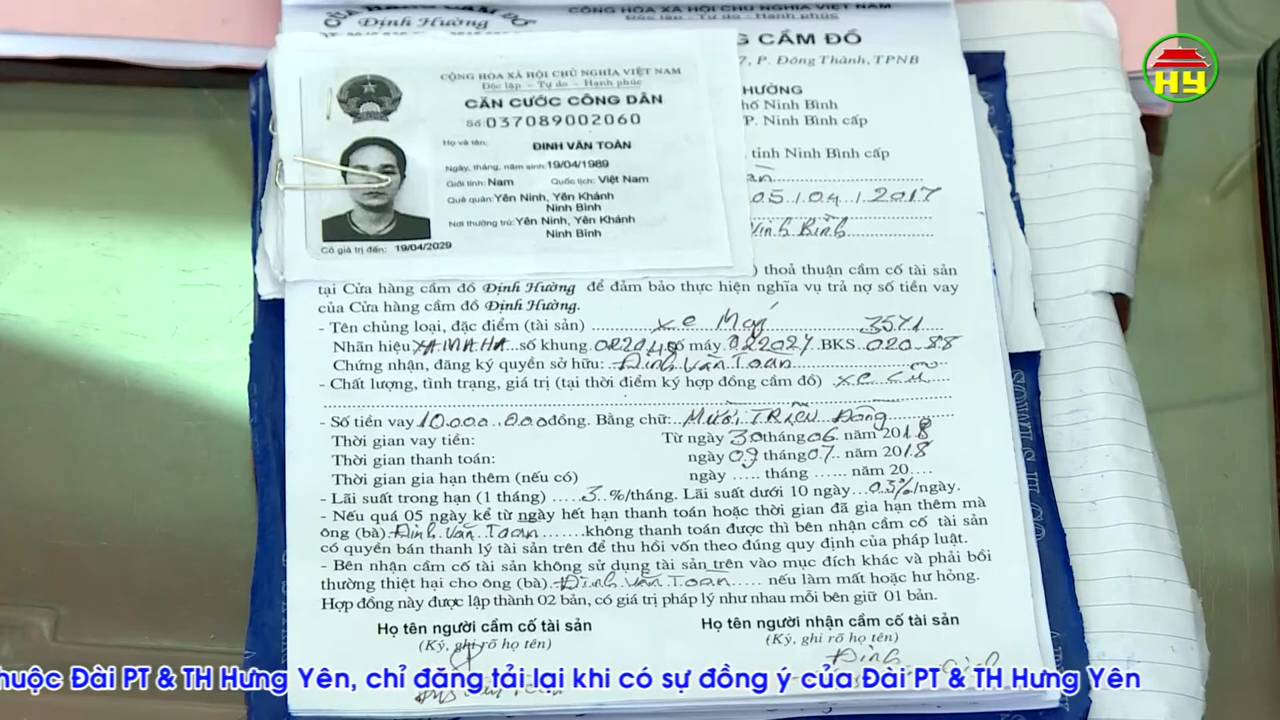 CỬA HÀNG CẦM ĐỒ
Định Hường
CỘNG HÒA XÃ HỘI CHỦ NGHĨA VIỆT NAM
Độc lập - Tự do - Hạnh phúc
G CẦM ĐỒ
7, P. Đông Thành, TPNB
HƯỜNG
hố Ninh Bình
P. Ninh Bình cấp
tỉnh Ninh Bình cấp
05/04/2017
Ninh Bình
CỘNG HÒA XÃ HỘI CHỦ NGHĨA VIỆT NAM
Độc lập - Tự do - Hạnh phúc
CĂN CƯỚC CÔNG DÂN
Số: 037089002060
Họ và tên: ĐINH VĂN TOÀN
Ngày, tháng, năm sinh: 19/04/1989
Giới tính: Nam Quốc tịch: Việt Nam
Quê quán: Yên Ninh, Yên Khánh
Ninh Bình
Nơi thường trú: Yên Ninh, Yên Khánh
Ninh Bình
Có giá trị đến: 19/04/2029
HY
) thoả thuận cầm cố tài sản
tại Cửa hàng cầm đồ Định Hường để đảm bảo thực hiện nghĩa vụ trả nợ số tiền vay
của Cửa hàng cầm đồ Định Hường.
- Tên chủng loại, đặc điểm (tài sản) xe Máy 35Y1
Nhãn hiệu YAMAHA số khung số máy BKS 020-88
Chứng nhận, đăng ký quyền sở hữu: Đinh Văn Toàn
- Chất lượng, tình trạng, giá trị (tại thời điểm ký hợp đồng cầm đồ) xe cũ
Số tiền vay 10.000.000 đồng. Bằng chữ: Mười Triệu Đồng
Thời gian vay tiền: Từ ngày 30 tháng 06 năm 2018
Thời gian thanh toán: ngày 09 tháng 07 năm 2018
Thời gian gia hạn thêm (nếu có) ngày ..... tháng ...... năm 20....
- Lãi suất trong hạn (1 tháng) .....3.%/tháng. Lãi suất dưới 10 ngày...0.3%/ngày.
- Nếu quá 05 ngày kể từ ngày hết hạn thanh toán hoặc thời gian đã gia hạn thêm mà
ông (bà) Đinh Văn Toàn không thanh toán được thì bên nhận cầm cố tài sản
có quyền bán thanh lý tài sản trên để thu hồi vốn theo đúng quy định của pháp luật.
- Bên nhận cầm cố tài sản không sử dụng tài sản trên vào mục đích khác và phải bồi
thường thiệt hại cho ông (bà) Đinh Văn Toàn nếu làm mất hoặc hư hỏng.
Hợp đồng này được lập thành 02 bản, có giá trị pháp lý như nhau mỗi bên giữ 01 bản.
Họ tên người cầm cố tài sản Họ tên người nhận cầm cố tài sản
(Ký, ghi rõ họ tên) (Ký, ghi rõ họ tên)
Định
huộc Đài PT & TH Hưng Yên, chỉ đăng tải lại khi có sự đồng ý của Đài PT & TH Hưng Yên